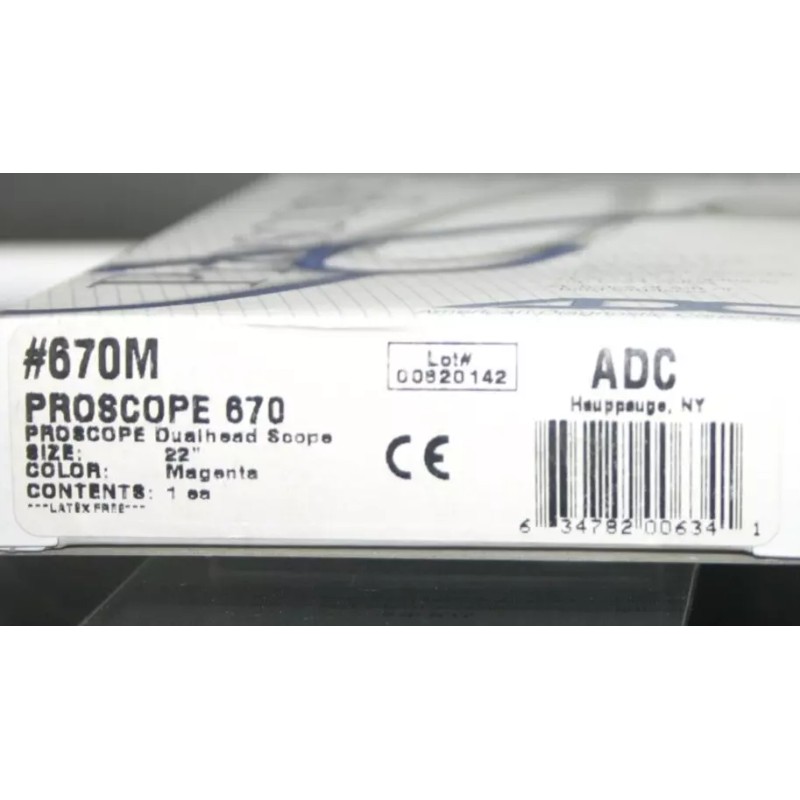 #670M
PROSCOPE 670
PROSCOPE Dualhead Scope
SIZE: 22"
COLOR: Magenta
CONTENTS: 1 ea
---LATEX FREE---
Lot#
00820142
CE
ADC
Hauppauge, NY
6 34782 00634 1